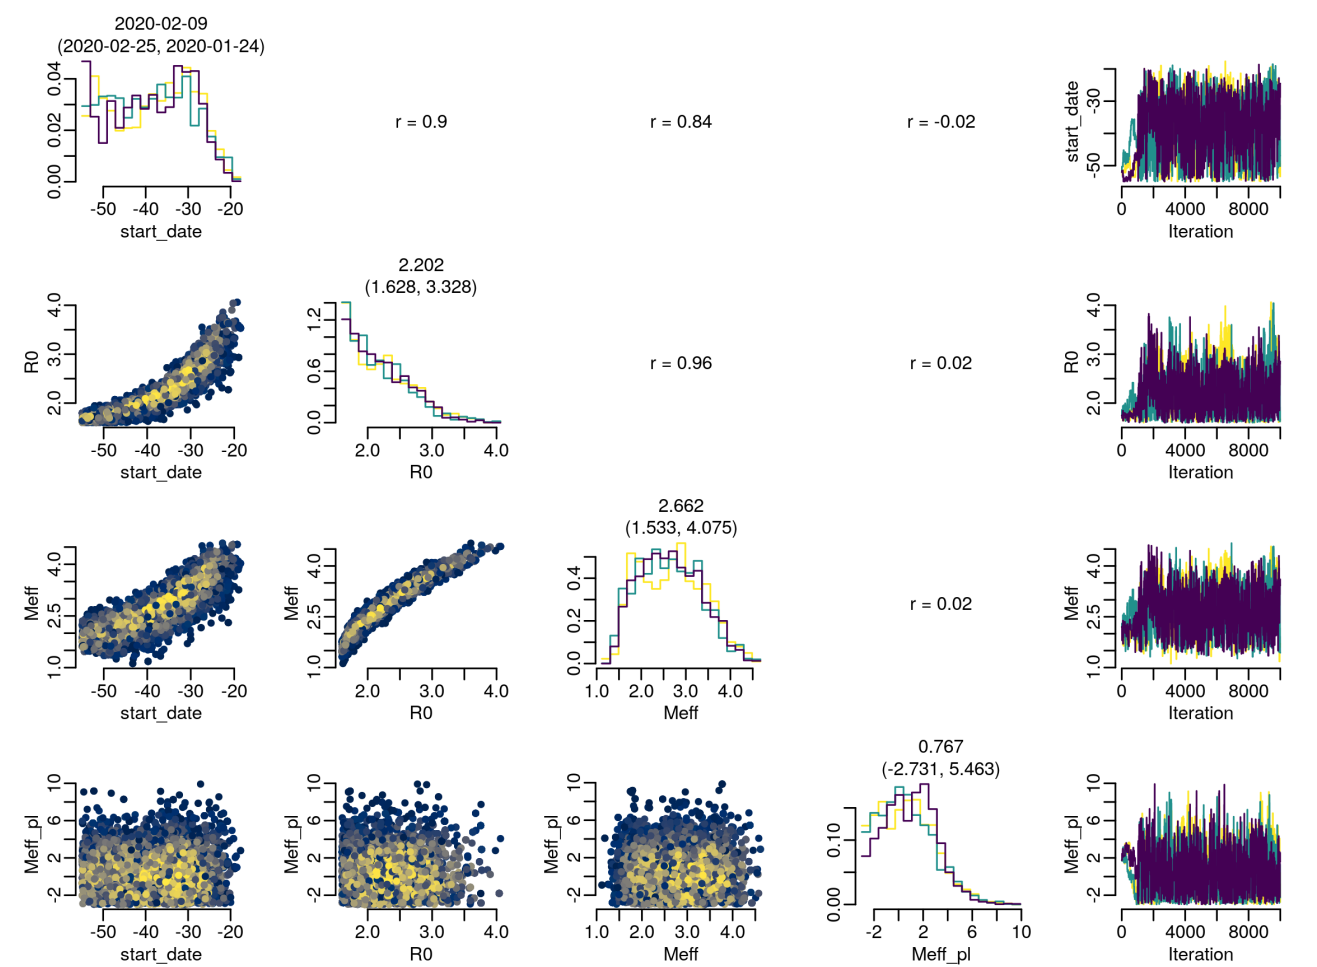 2020-02-09
(2020-02-25, 2020-01-24)
0.00 0.02 0.04
-50 -40 -30 -20
start_date
r = 0.9
r = 0.84
r = -0.02
start_date
-50 -30
0 4000 8000
Iteration
R0
2.0 3.0 4.0
-50 -40 -30 -20
start_date
2.202
(1.628, 3.328)
0.0 0.6 1.2
2.0 3.0 4.0
R0
r = 0.96
r = 0.02
R0
2.0 3.0 4.0
0 4000 8000
Iteration
Meff
1.0 2.5 4.0
-50 -40 -30 -20
start_date
Meff
1.0 2.5 4.0
2.0 3.0 4.0
R0
2.662
(1.533, 4.075)
0.0 0.2 0.4
1.0 2.0 3.0 4.0
Meff
r = 0.02
Meff
1.0 2.5 4.0
0 4000 8000
Iteration
Meff_pl
-2 2 6 10
-50 -40 -30 -20
start_date
Meff_pl
-2 2 6 10
2.0 3.0 4.0
R0
Meff_pl
-2 2 6 10
1.0 2.0 3.0 4.0
Meff
0.767
(-2.731, 5.463)
0.00 0.10
-2 2 6 10
Meff_pl
Meff_pl
-2 2 6 10
0 4000 8000
Iteration